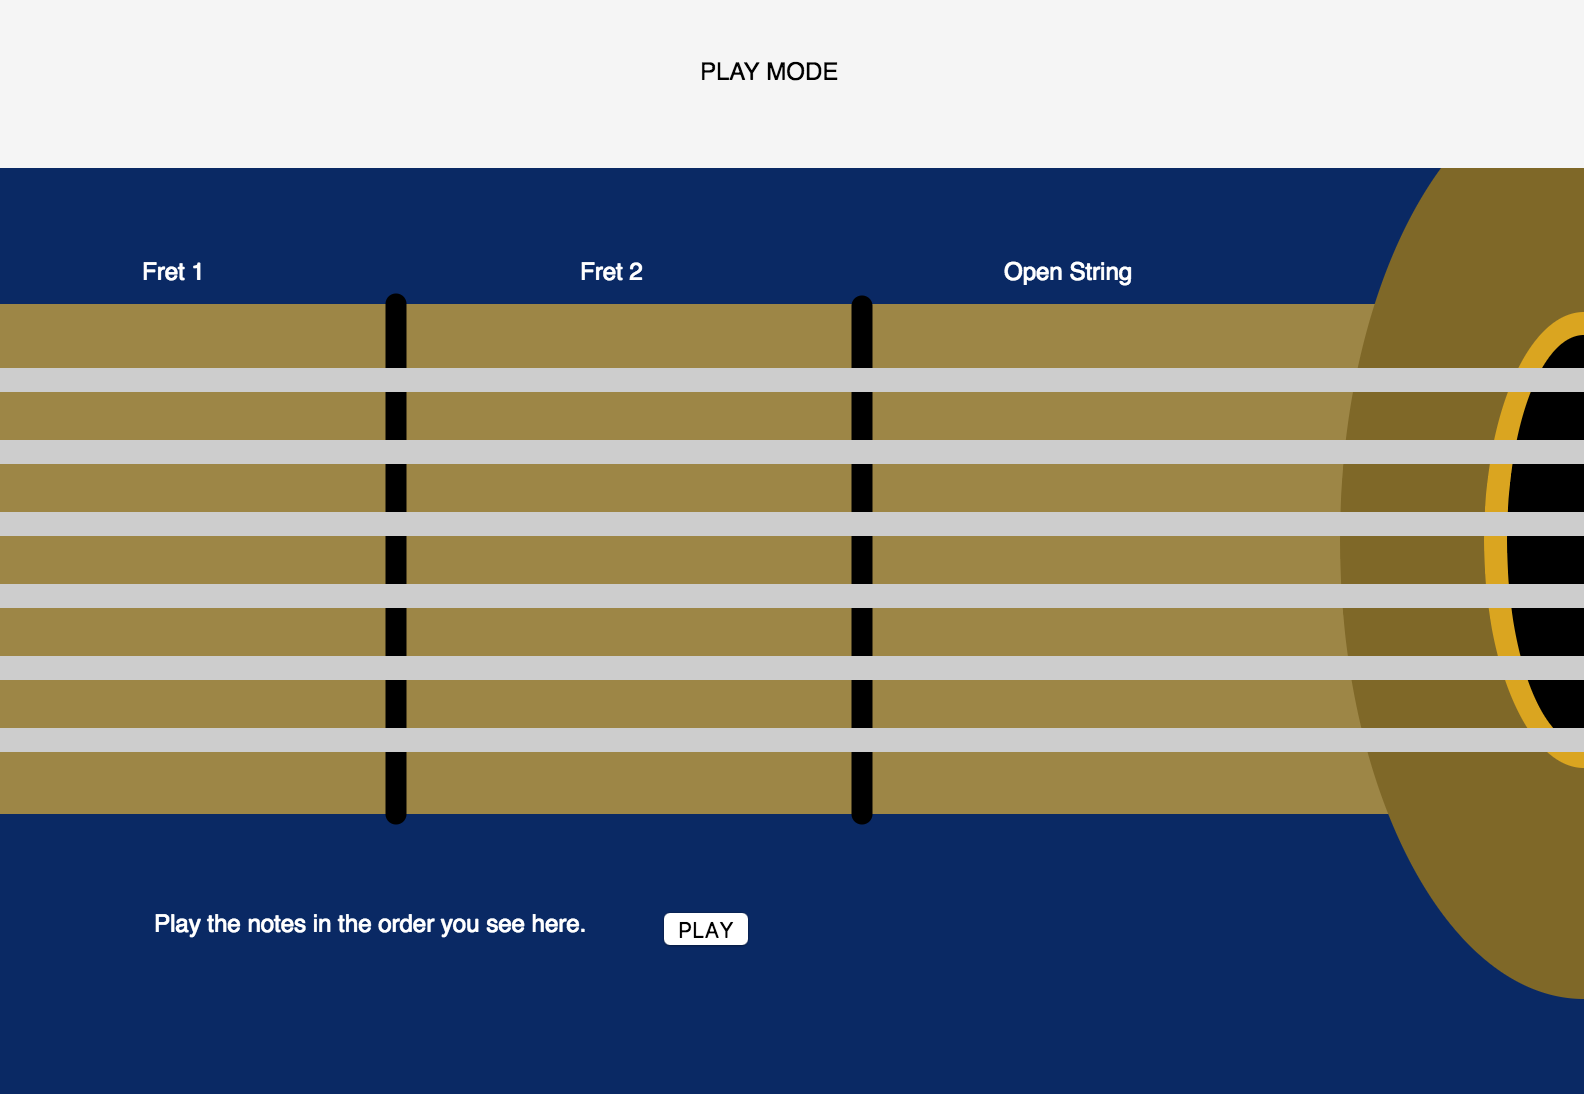 PLAY MODE
Fret 1
Fret 2
Open String
Play the notes in the order you see here.
PLAY